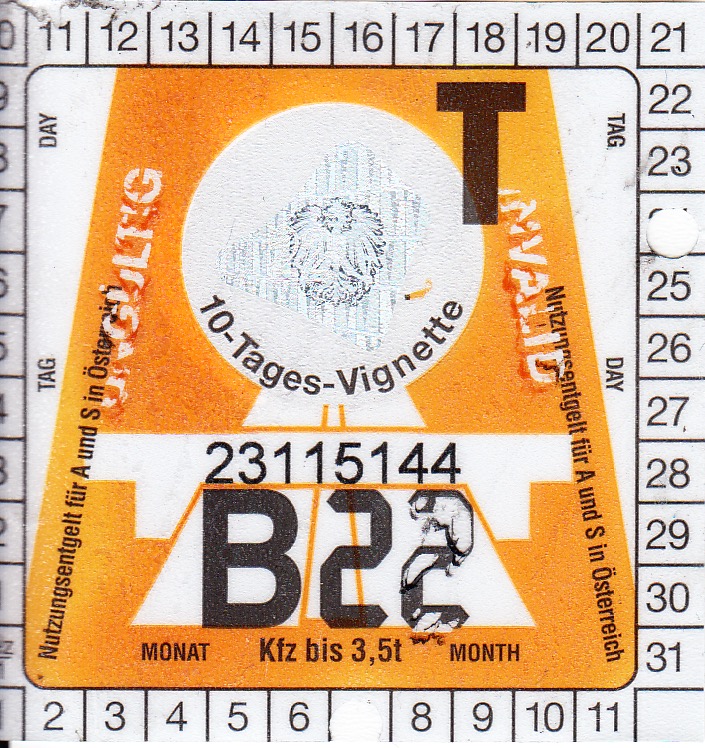 11 12 13 14 15 16 17 18 19 20 21
22
23
25
26
27
28
29
30
31
DAY
TAG
T
UNGÜLTIG
INVALID
10-Tages-Vignette
TAG
DAY
Nutzungsentgelt für A und S in Österreich
Nutzungsentgelt für A und S in Österreich
23115144
B22
MONAT Kfz bis 3,5t MONTH
2 3 4 5 6 8 9 10 11